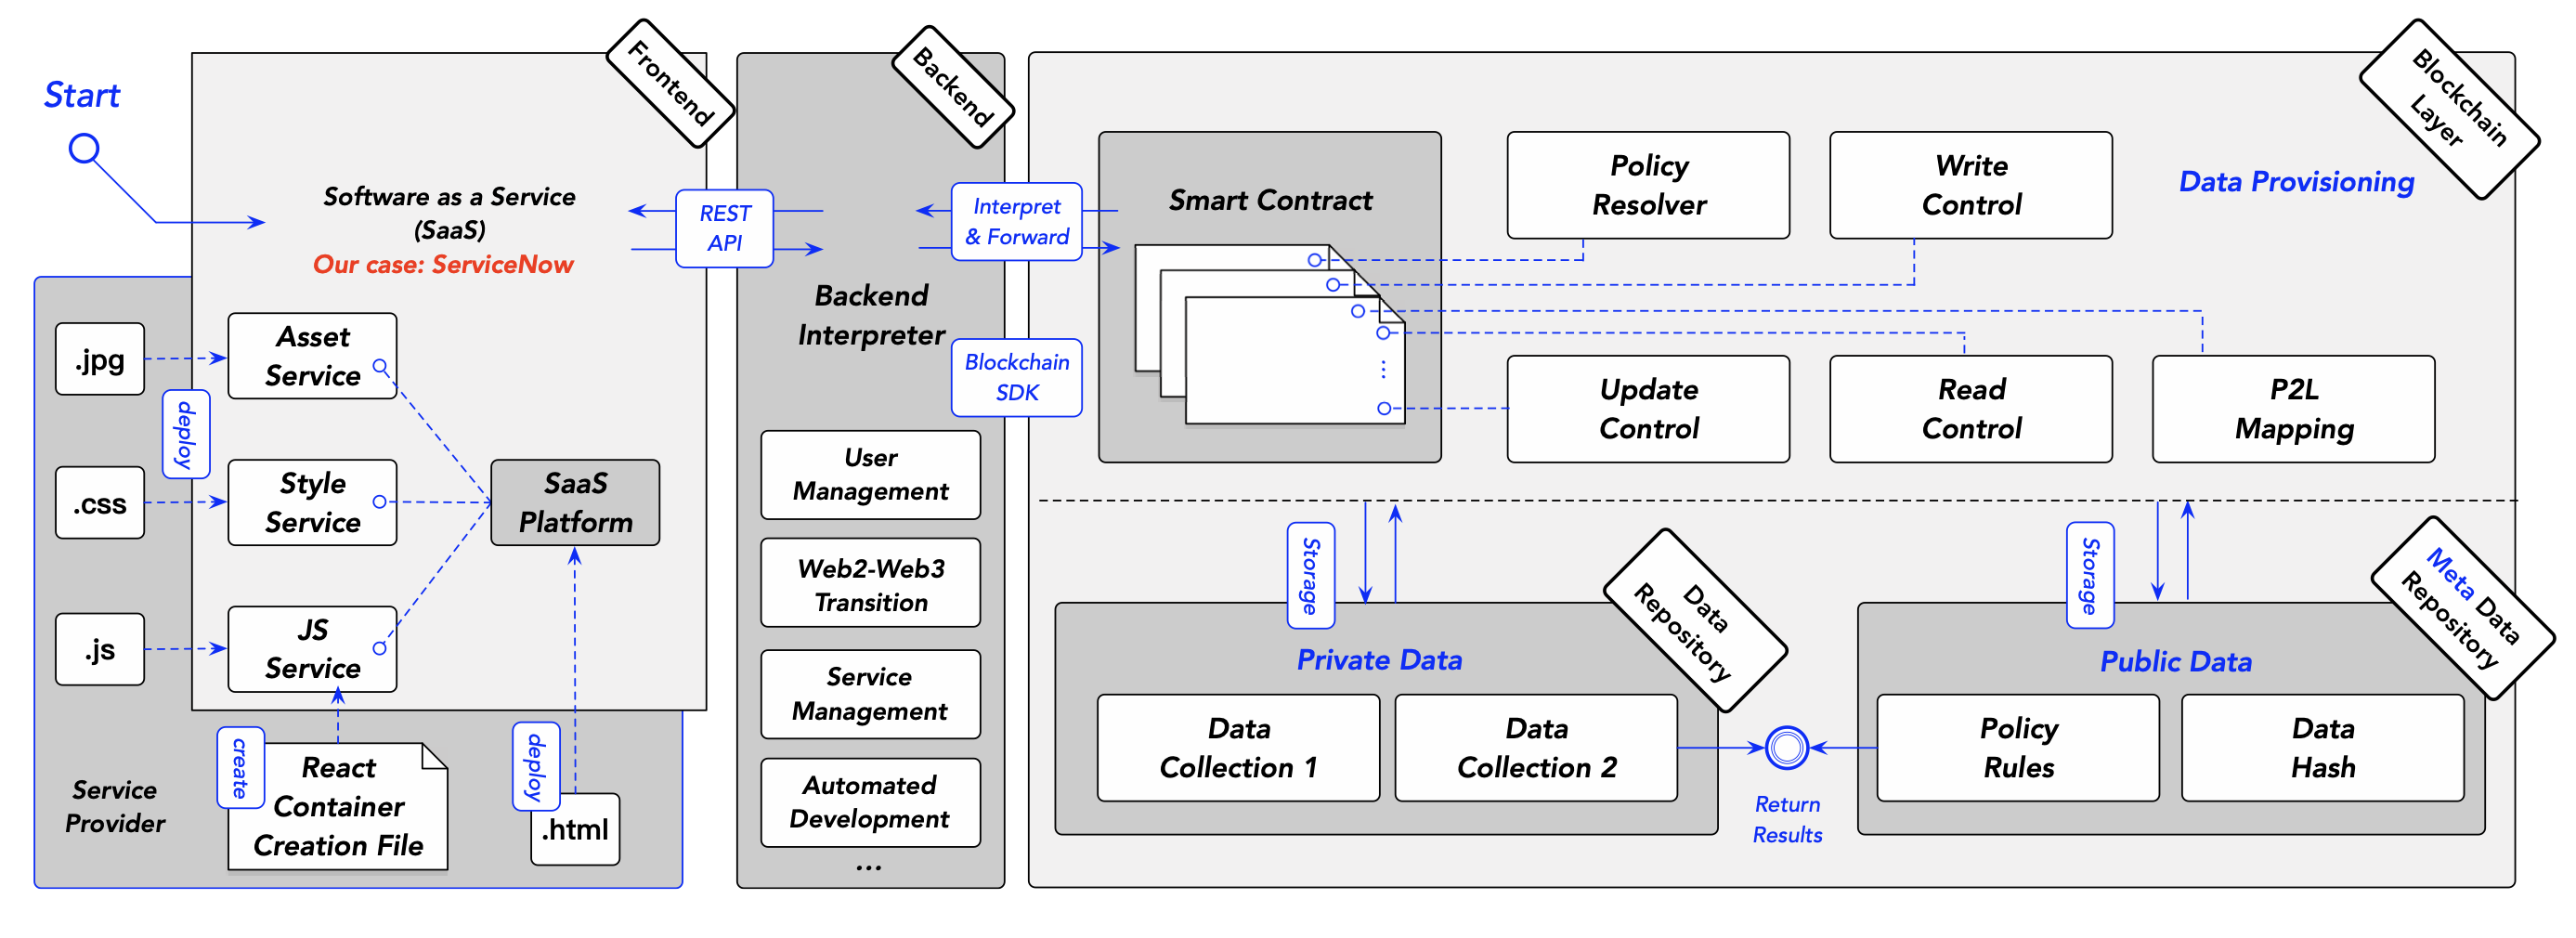 Start
Frontend
Software as a Service
(SaaS)
Our case: ServiceNow
.jpg
Asset
Service
deploy
.css
Style
Service
SaaS
Platform
.js
JS
Service
Service
Provider
create
React
Container
Creation File
deploy
.html
REST
API
Backend
Backend
Interpreter
User
Management
Web2-Web3
Transition
Service
Management
Automated
Development
...
Interpret
& Forward
Blockchain
SDK
Blockchain
Layer
Smart Contract
...
Policy
Resolver
Write
Control
Data Provisioning
Update
Control
Read
Control
P2L
Mapping
Storage
Data
Repository
Private Data
Data
Collection 1
Data
Collection 2
Return
Results
Storage
Meta Data
Repository
Public Data
Policy
Rules
Data
Hash